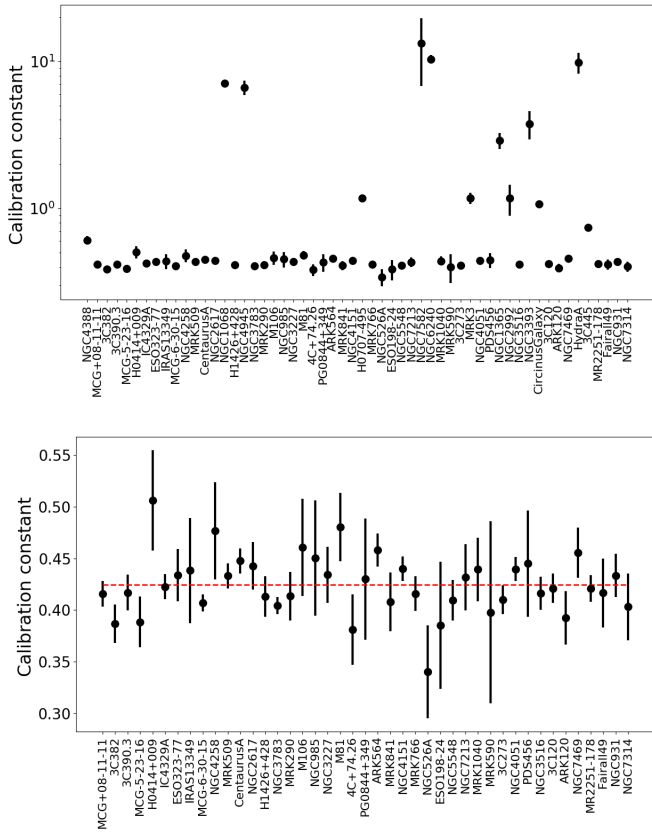 Calibration constant
10¹
10⁰
NGC4388
MCG+08-11-11
3C382
3C390.3
MCG-5-23-16
H0414+009
IC4329A
ESO323-77
IRAS13349
MCG-6-30-15
NGC4258
MRK509
CentaurusA
NGC2617
NGC1068
H1426+428
NGC4945
NGC3783
MRK290
M106
NGC985
NGC3227
M81
4C+74.26
PG0844+349
ARK564
MRK841
NGC4151
H0707-495
MRK766
NGC526A
ESO198-24
NGC5548
NGC7213
NGC7582
NGC6240
MRK1040
MRK590
3C273
MRK3
NGC4051
PDS456
NGC1365
NGC2992
NGC3516
NGC3393
CircinusGalaxy
3C120
ARK120
NGC7469
HydraA
3C445
MR2251-178
Fairall49
NGC931
NGC7314
Calibration constant
0.55
0.50
0.45
0.40
0.35
0.30
MCG+08-11-11
3C382
3C390.3
MCG-5-23-16
H0414+009
IC4329A
ESO323-77
IRAS13349
MCG-6-30-15
NGC4258
MRK509
CentaurusA
NGC2617
H1426+428
NGC3783
MRK290
M106
NGC985
NGC3227
M81
4C+74.26
PG0844+349
ARK564
MRK841
NGC4151
MRK766
NGC526A
ESO198-24
NGC5548
NGC7213
MRK1040
MRK590
3C273
NGC4051
PDS456
NGC3516
3C120
ARK120
NGC7469
MR2251-178
Fairall49
NGC931
NGC7314